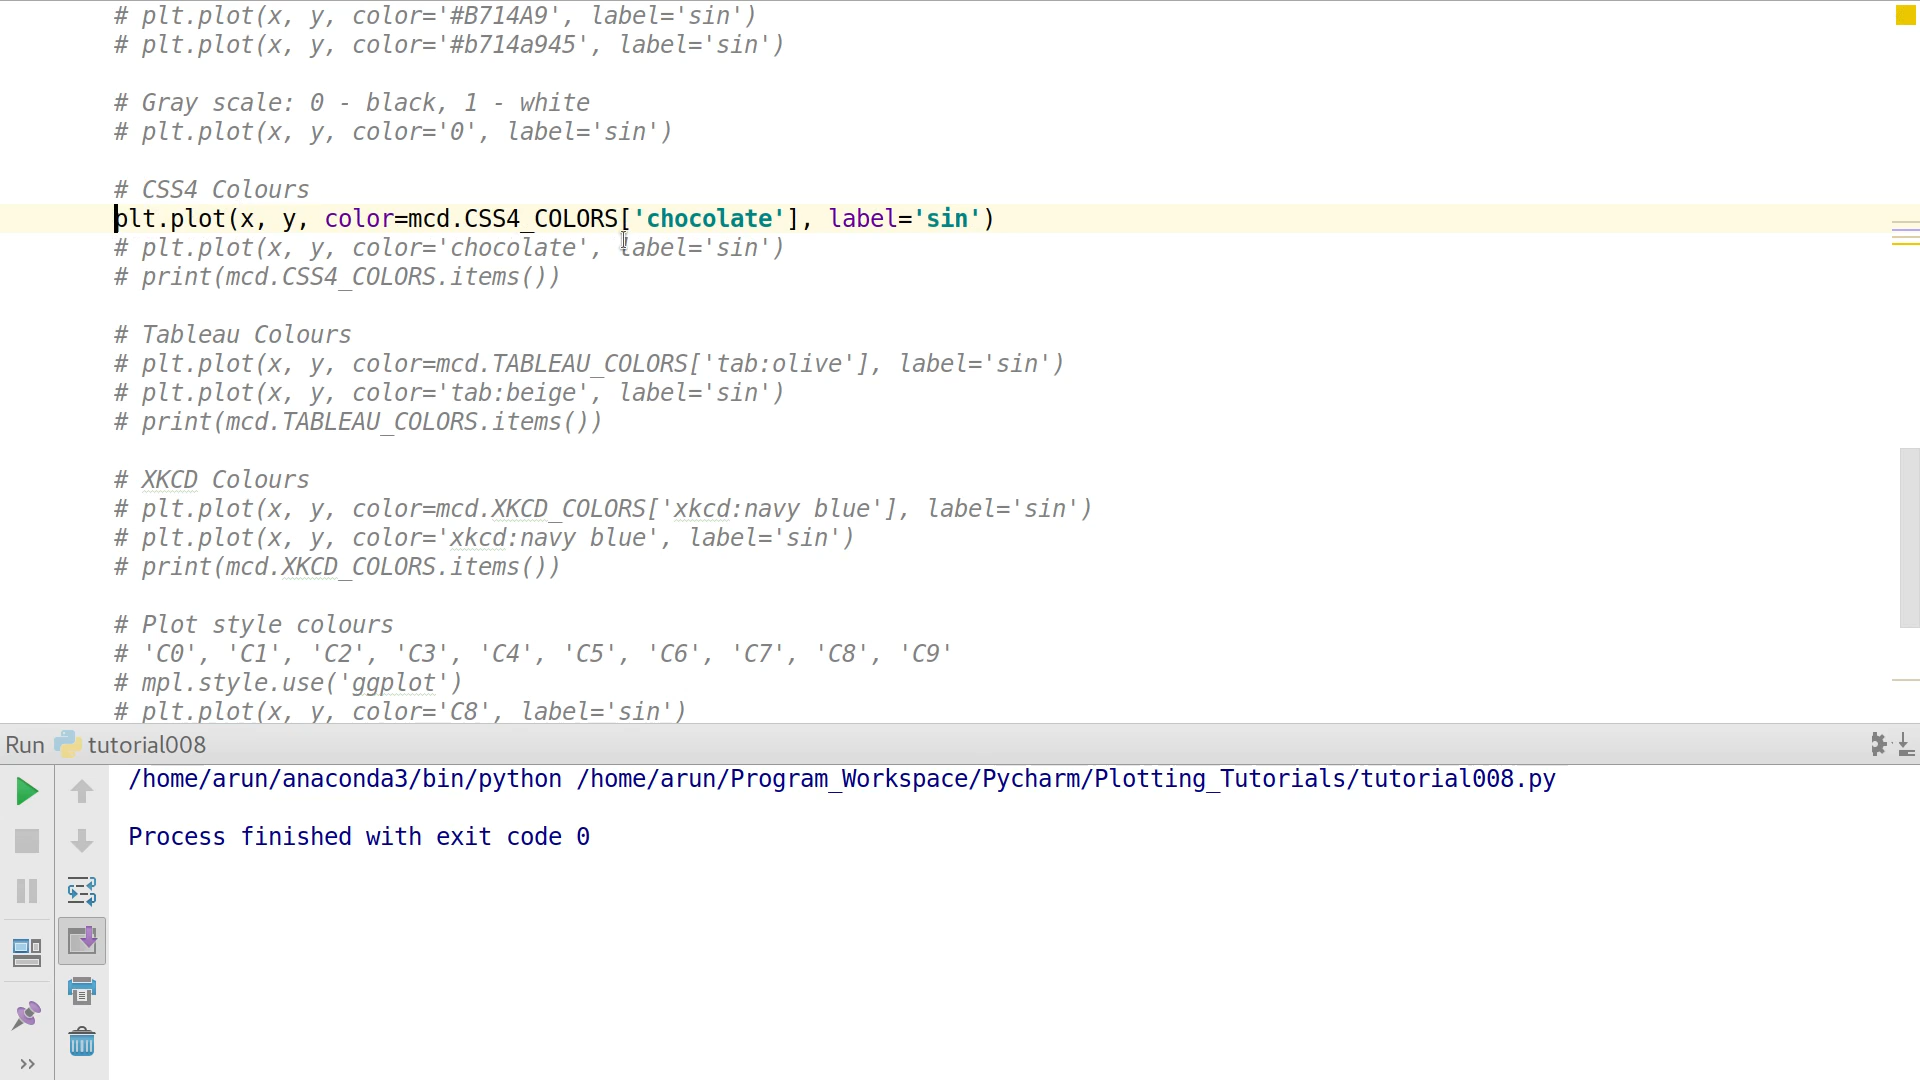 # plt.plot(x, y, color='#B714A9', label='sin')
# plt.plot(x, y, color='#b714a945', label='sin')
# Gray scale: 0 - black, 1 - white
# plt.plot(x, y, color='0', label='sin')
# CSS4 Colours
plt.plot(x, y, color=mcd.CSS4_COLORS['chocolate'], label='sin')
# plt.plot(x, y, color='chocolate', label='sin')
# print(mcd.CSS4_COLORS.items())
# Tableau Colours
# plt.plot(x, y, color=mcd.TABLEAU_COLORS['tab:olive'], label='sin')
# plt.plot(x, y, color='tab:beige', label='sin')
# print(mcd.TABLEAU_COLORS.items())
# XKCD Colours
# plt.plot(x, y, color=mcd.XKCD_COLORS['xkcd:navy blue'], label='sin')
# plt.plot(x, y, color='xkcd:navy blue', label='sin')
# print(mcd.XKCD_COLORS.items())
# Plot style colours
# 'C0', 'C1', 'C2', 'C3', 'C4', 'C5', 'C6', 'C7', 'C8', 'C9'
# mpl.style.use('ggplot')
# plt.plot(x, y, color='C8', label='sin')
Run tutorial008
/home/arun/anaconda3/bin/python /home/arun/Program_Workspace/Pycharm/Plotting_Tutorials/tutorial008.py
Process finished with exit code 0